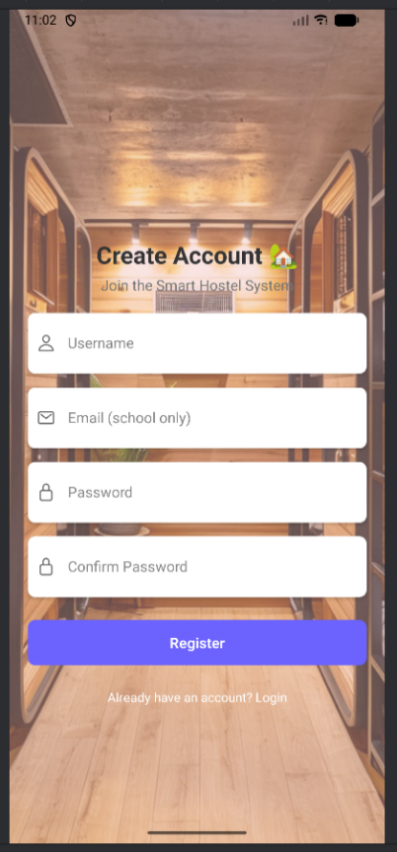 11:02
Create Account 🏡
Join the Smart Hostel System
Username
Email (school only)
Password
Confirm Password
Register
Already have an account? Login